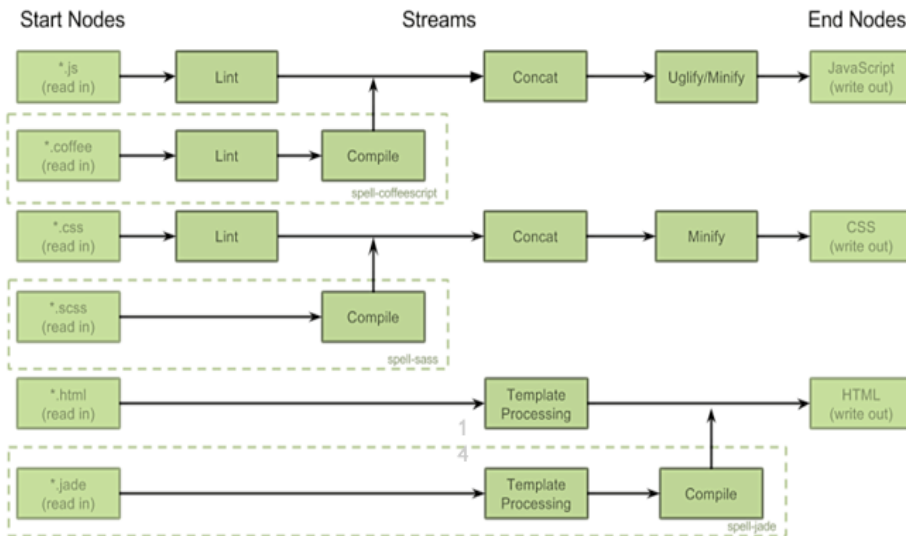 Start Nodes
Streams
End Nodes
*.js
(read in)
Lint
Concat
Uglify/Minify
JavaScript
(write out)
*.coffee
(read in)
Lint
Compile
spell-coffeescript
*.css
(read in)
Lint
Concat
Minify
CSS
(write out)
*.scss
(read in)
Compile
spell-sass
*.html
(read in)
Template
Processing
HTML
(write out)
1
4
*.jade
(read in)
Template
Processing
Compile
spell-jade